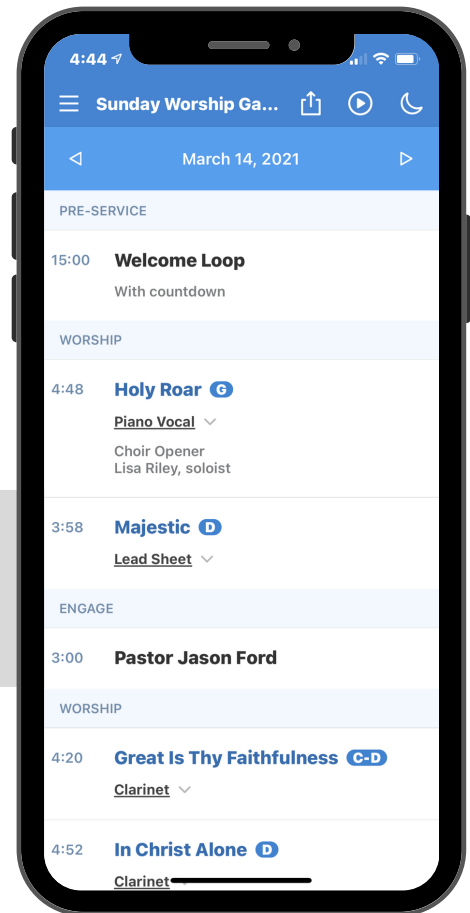 4:44
Sunday Worship Ga...
March 14, 2021
PRE-SERVICE
15:00 Welcome Loop
With countdown
WORSHIP
4:48 Holy Roar G
Piano Vocal
Choir Opener
Lisa Riley, soloist
3:58 Majestic D
Lead Sheet
ENGAGE
3:00 Pastor Jason Ford
WORSHIP
4:20 Great Is Thy Faithfulness C-D
Clarinet
4:52 In Christ Alone D
Clarinet